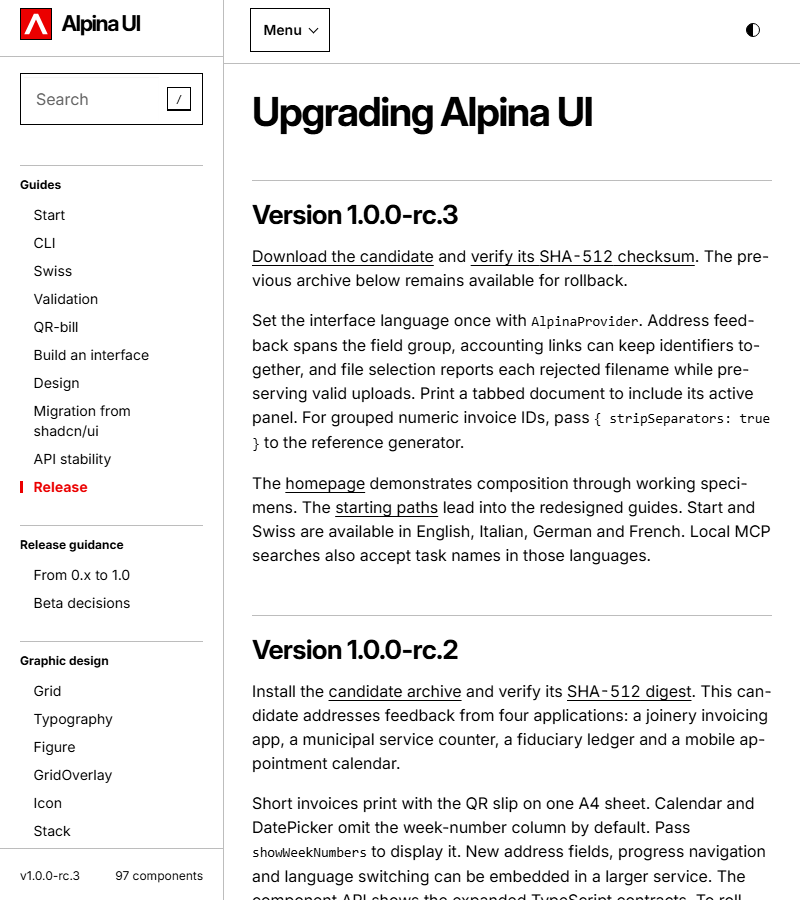 Alpina UI
Search
/
Guides
Start
CLI
Swiss
Validation
QR-bill
Build an interface
Design
Migration from
shadcn/ui
API stability
Release
Release guidance
From 0.x to 1.0
Beta decisions
Graphic design
Grid
Typography
Figure
GridOverlay
Icon
Stack
v1.0.0-rc.3
97 components
Menu
Upgrading Alpina UI
Version 1.0.0-rc.3
Download the candidate and verify its SHA-512 checksum. The pre-
vious archive below remains available for rollback.
Set the interface language once with AlpinaProvider. Address feed-
back spans the field group, accounting links can keep identifiers to-
gether, and file selection reports each rejected filename while pre-
serving valid uploads. Print a tabbed document to include its active
panel. For grouped numeric invoice IDs, pass { stripSeparators: true
} to the reference generator.
The homepage demonstrates composition through working speci-
mens. The starting paths lead into the redesigned guides. Start and
Swiss are available in English, Italian, German and French. Local MCP
searches also accept task names in those languages.
Version 1.0.0-rc.2
Install the candidate archive and verify its SHA-512 digest. This can-
didate addresses feedback from four applications: a joinery invoicing
app, a municipal service counter, a fiduciary ledger and a mobile ap-
pointment calendar.
Short invoices print with the QR slip on one A4 sheet. Calendar and
DatePicker omit the week-number column by default. Pass
showWeekNumbers to display it. New address fields, progress navigation
and language switching can be embedded in a larger service. The
component API shows the expanded TypeScript contracts. To roll